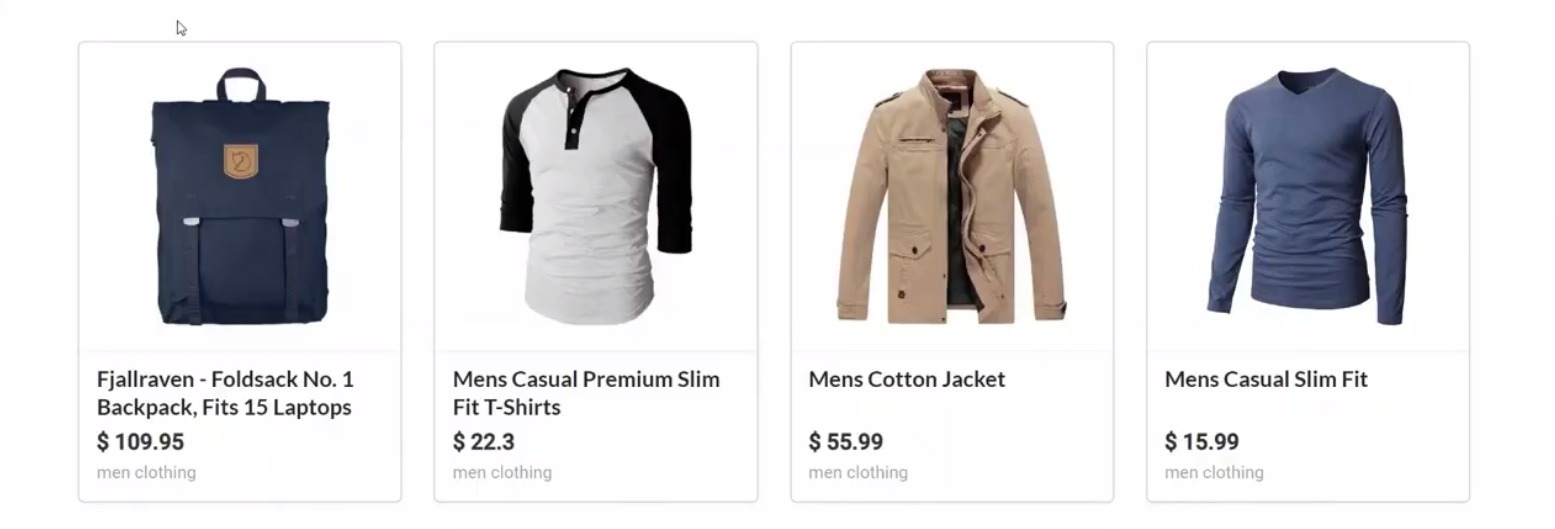 Fjallraven - Foldsack No. 1
Backpack, Fits 15 Laptops
$ 109.95
men clothing
Mens Casual Premium Slim
Fit T-Shirts
$ 22.3
men clothing
Mens Cotton Jacket
$ 55.99
men clothing
Mens Casual Slim Fit
$ 15.99
men clothing